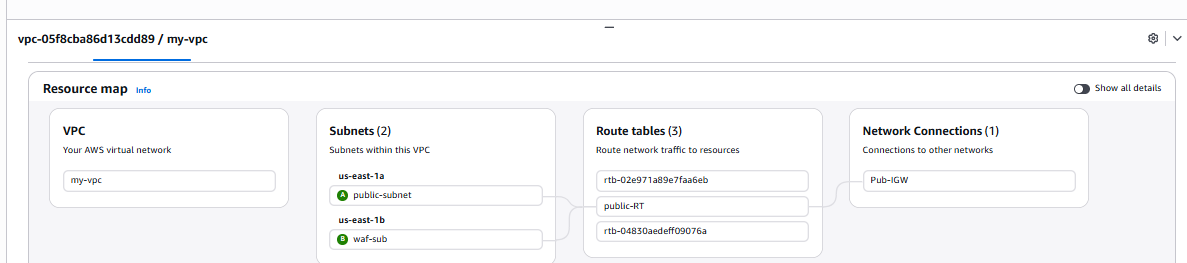 vpc-05f8cba86d13cdd89 / my-vpc
Resource map Info
Show all details
VPC
Your AWS virtual network
my-vpc
Subnets (2)
Subnets within this VPC
us-east-1a
A public-subnet
us-east-1b
B waf-sub
Route tables (3)
Route network traffic to resources
rtb-02e971a89e7faa6eb
public-RT
rtb-04830aedeff09076a
Network Connections (1)
Connections to other networks
Pub-IGW